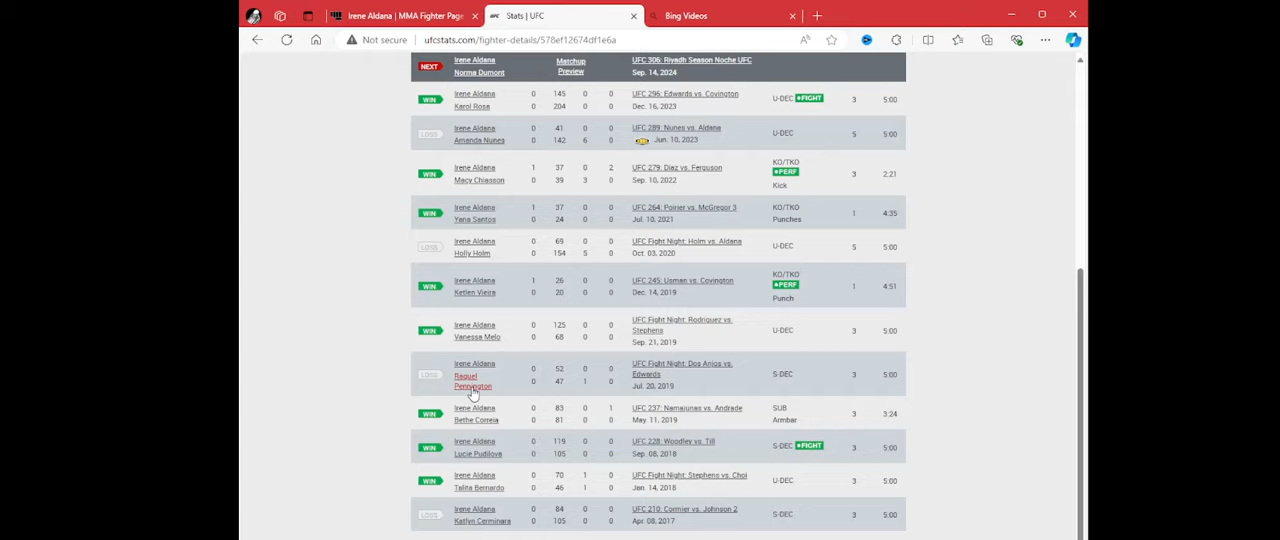 Irene Aldana | MMA Fighter Page
Stats | UFC
Bing Videos
Not secure
ufcstats.com/fighter-details/578ef12674df1e6a
NEXT Irene Aldana Matchup UFC 306: Riyadh Season Noche UFC
Norma Dumont Preview Sep. 14, 2024
WIN Irene Aldana 0 145 0 0 UFC 296: Edwards vs. Covington U-DEC FIGHT 3 5:00
Karol Rosa 0 204 0 0 Dec. 16, 2023
LOSS Irene Aldana 0 41 0 0 UFC 289: Nunes vs. Aldana U-DEC 5 5:00
Amanda Nunes 0 142 6 0 Jun. 10, 2023
WIN Irene Aldana 1 37 0 2 UFC 279: Diaz vs. Ferguson KO/TKO PERF 3 2:21
Macy Chiasson 0 39 3 0 Sep. 10, 2022 Kick
WIN Irene Aldana 1 37 0 0 UFC 264: Poirier vs. McGregor 3 KO/TKO 1 4:35
Yana Santos 0 24 0 0 Jul. 10, 2021 Punches
LOSS Irene Aldana 0 69 0 0 UFC Fight Night: Holm vs. Aldana U-DEC 5 5:00
Holly Holm 0 154 5 0 Oct. 03, 2020
WIN Irene Aldana 1 26 0 0 UFC 245: Usman vs. Covington KO/TKO PERF 1 4:51
Ketlen Vieira 0 20 0 0 Dec. 14, 2019 Punch
WIN Irene Aldana 0 125 0 0 UFC Fight Night: Rodriguez vs. Stephens U-DEC 3 5:00
Vanessa Melo 0 68 0 0 Sep. 21, 2019
LOSS Irene Aldana 0 52 0 0 UFC Fight Night: Dos Anjos vs. Edwards S-DEC 3 5:00
Raquel Pennington 0 47 1 0 Jul. 20, 2019
WIN Irene Aldana 0 83 0 1 UFC 237: Namajunas vs. Andrade SUB 3 3:24
Bethe Correia 0 81 0 0 May. 11, 2019 Armbar
WIN Irene Aldana 0 119 0 0 UFC 228: Woodley vs. Till S-DEC FIGHT 3 5:00
Lucie Pudilova 0 105 0 0 Sep. 08, 2018
WIN Irene Aldana 0 70 1 0 UFC Fight Night: Stephens vs. Choi U-DEC 3 5:00
Talita Bernardo 0 46 1 0 Jan. 14, 2018
LOSS Irene Aldana 0 84 0 0 UFC 210: Cormier vs. Johnson 2 S-DEC 3 5:00
Katlyn Cerminara 0 105 0 0 Apr. 08, 2017